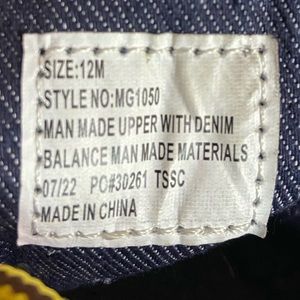 SIZE:12M
STYLE NO:MG1050
MAN MADE UPPER WITH DENIM
BALANCE MAN MADE MATERIALS
07/22 PO#30261 TSSC
MADE IN CHINA